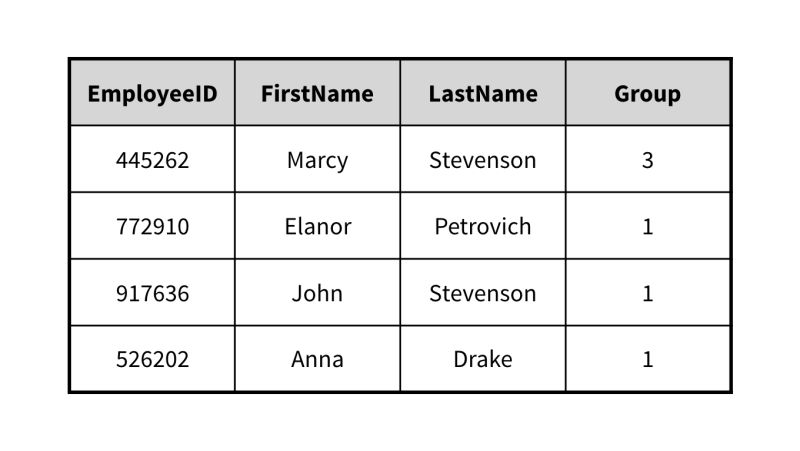 EmployeeID FirstName LastName Group
445262 Marcy Stevenson 3
772910 Elanor Petrovich 1
917636 John Stevenson 1
526202 Anna Drake 1